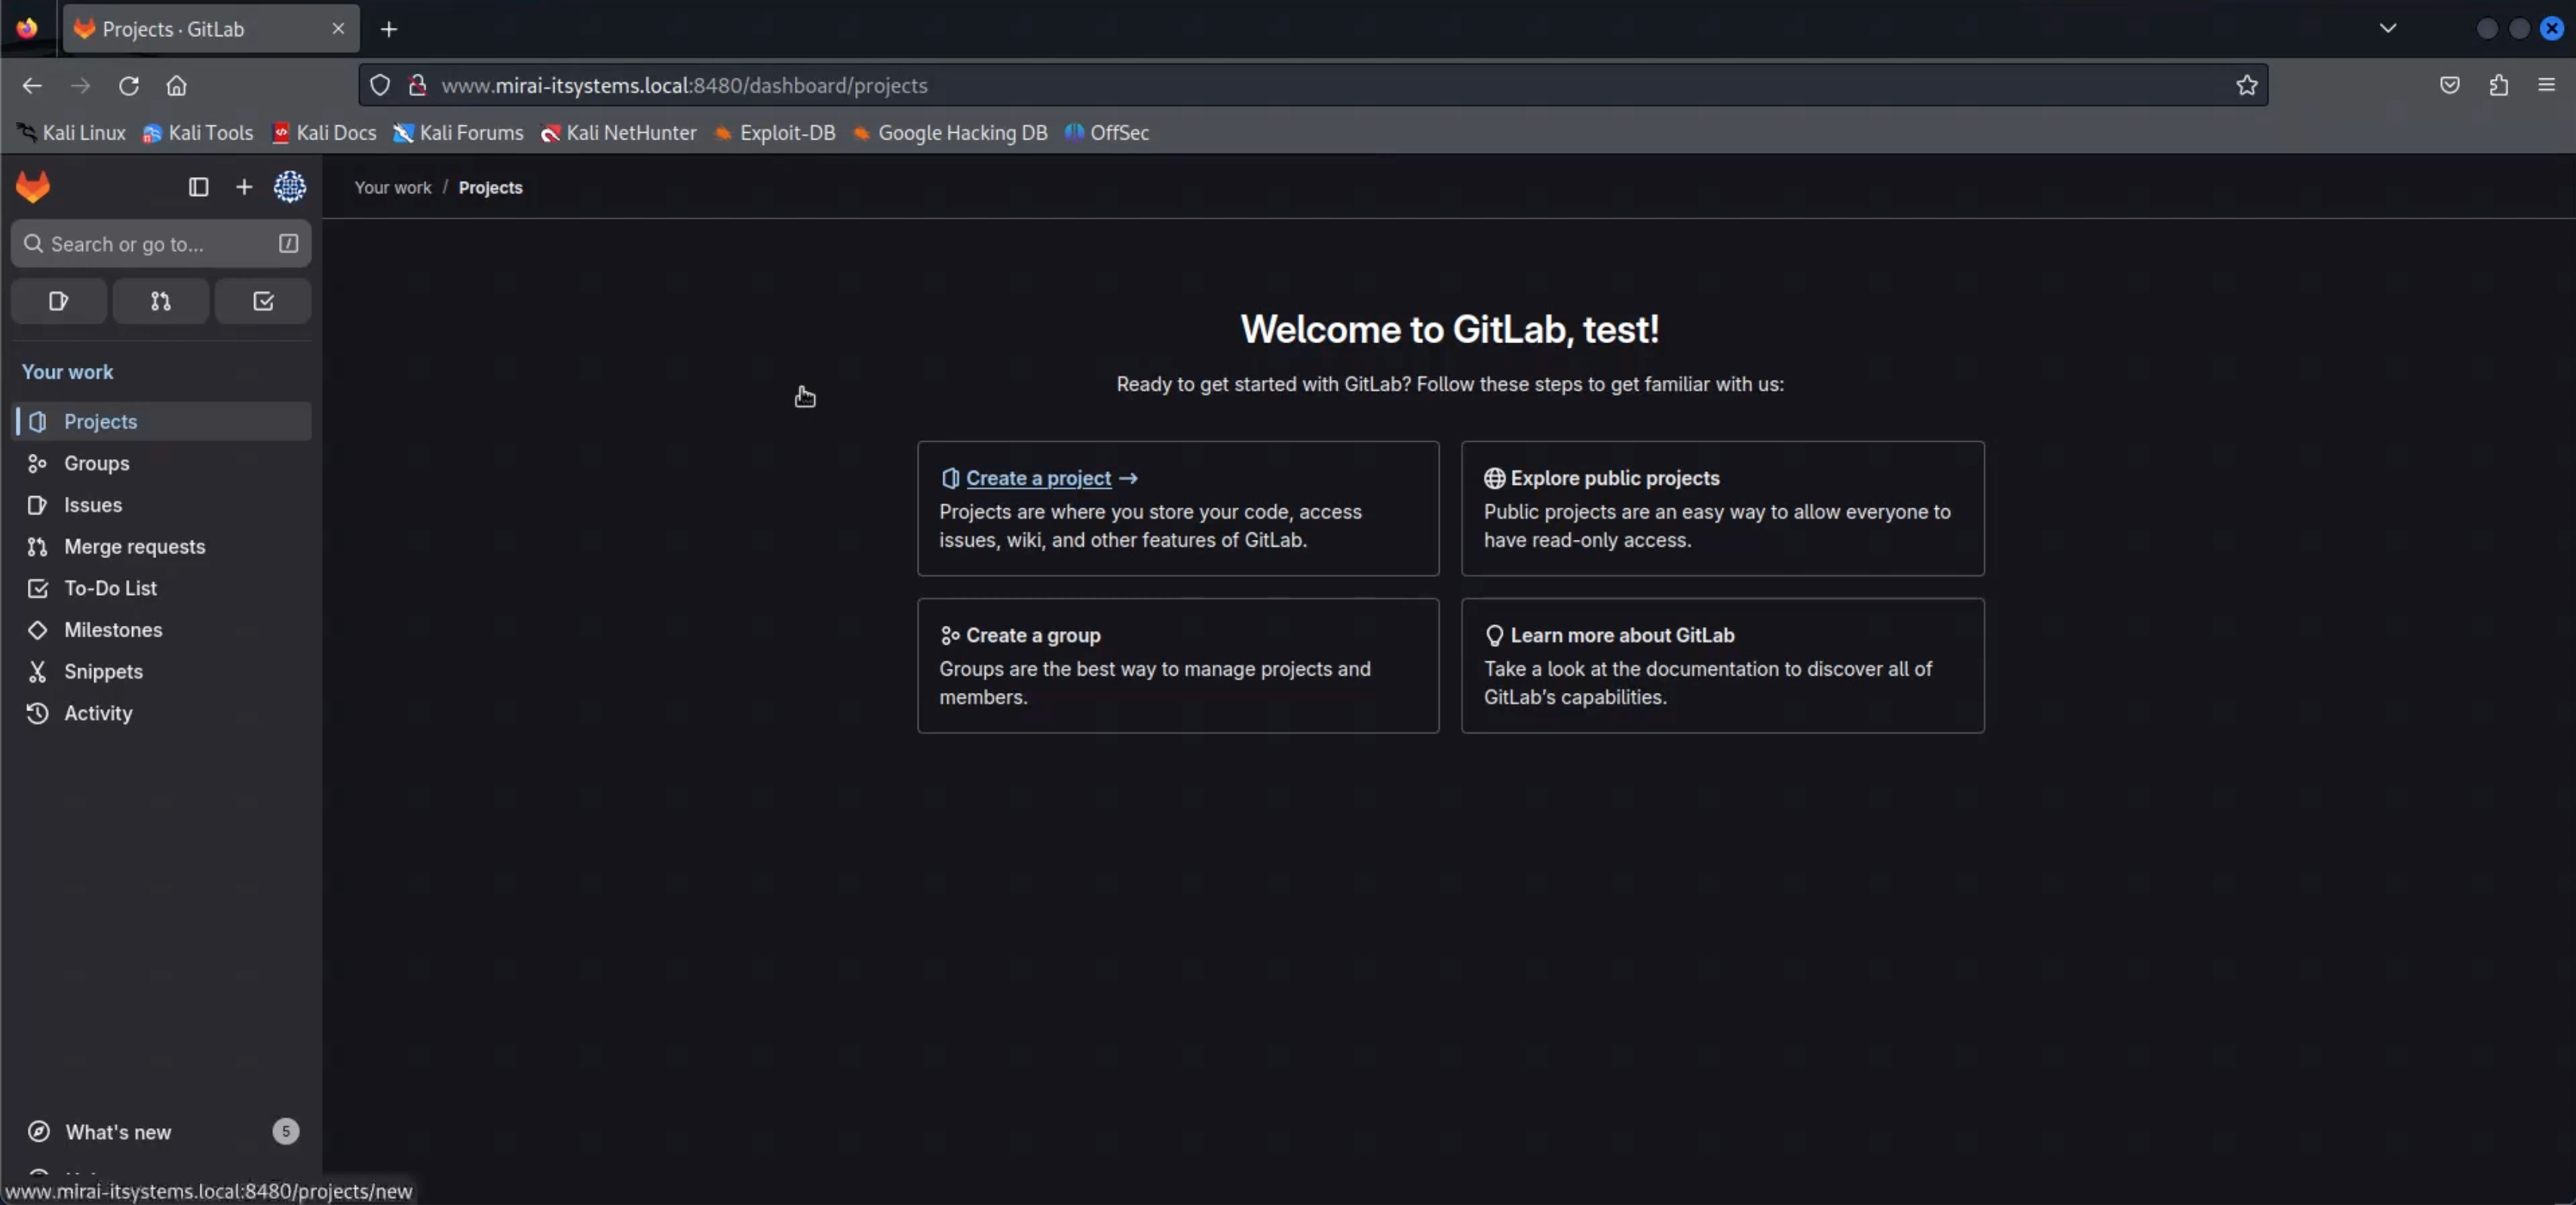 Projects · GitLab
www.mirai-itsystems.local:8480/dashboard/projects
Kali Linux Kali Tools Kali Docs Kali Forums Kali NetHunter Exploit-DB Google Hacking DB OffSec
Your work / Projects
Search or go to... /
Your work
Projects
Groups
Issues
Merge requests
To-Do List
Milestones
Snippets
Activity
What's new 5
www.mirai-itsystems.local:8480/projects/new
Welcome to GitLab, test!
Ready to get started with GitLab? Follow these steps to get familiar with us:
Create a project →
Projects are where you store your code, access
issues, wiki, and other features of GitLab.
Explore public projects
Public projects are an easy way to allow everyone to
have read-only access.
Create a group
Groups are the best way to manage projects and
members.
Learn more about GitLab
Take a look at the documentation to discover all of
GitLab's capabilities.